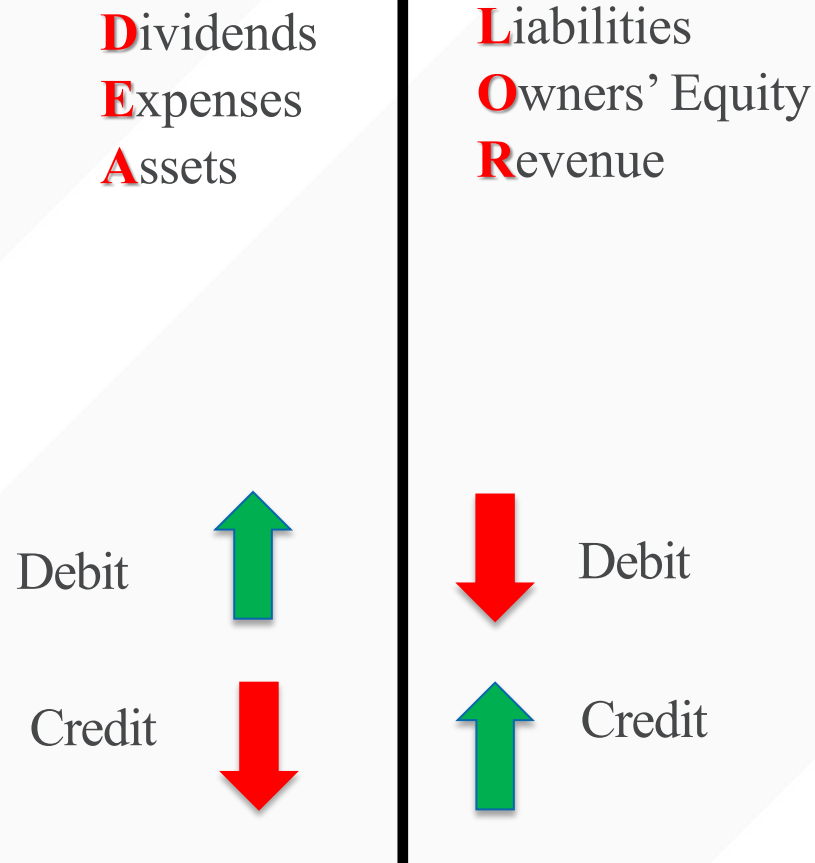 Dividends
Expenses
Assets
Debit
Credit
Liabilities
Owners’ Equity
Revenue
Debit
Credit